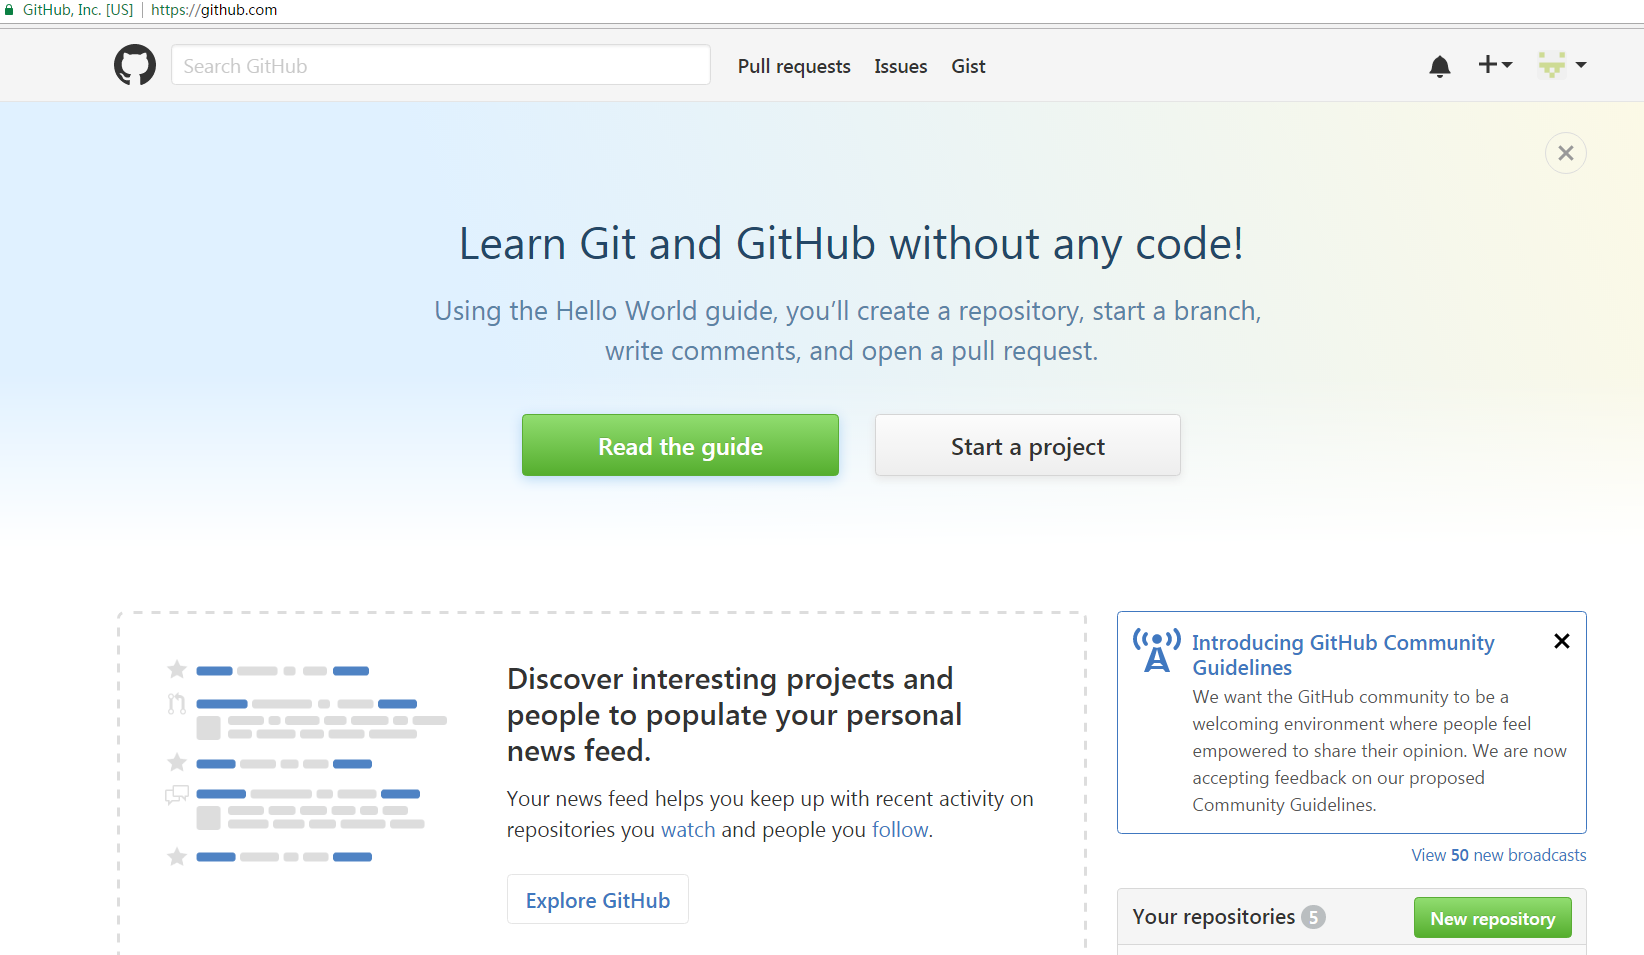 GitHub, Inc. [US] | https://github.com
Search GitHub
Pull requests Issues Gist
Learn Git and GitHub without any code!
Using the Hello World guide, you’ll create a repository, start a branch,
write comments, and open a pull request.
Read the guide
Start a project
Discover interesting projects and
people to populate your personal
news feed.
Your news feed helps you keep up with recent activity on
repositories you watch and people you follow.
Explore GitHub
Introducing GitHub Community
Guidelines
We want the GitHub community to be a
welcoming environment where people feel
empowered to share their opinion. We are now
accepting feedback on our proposed
Community Guidelines.
View 50 new broadcasts
Your repositories 5
New repository